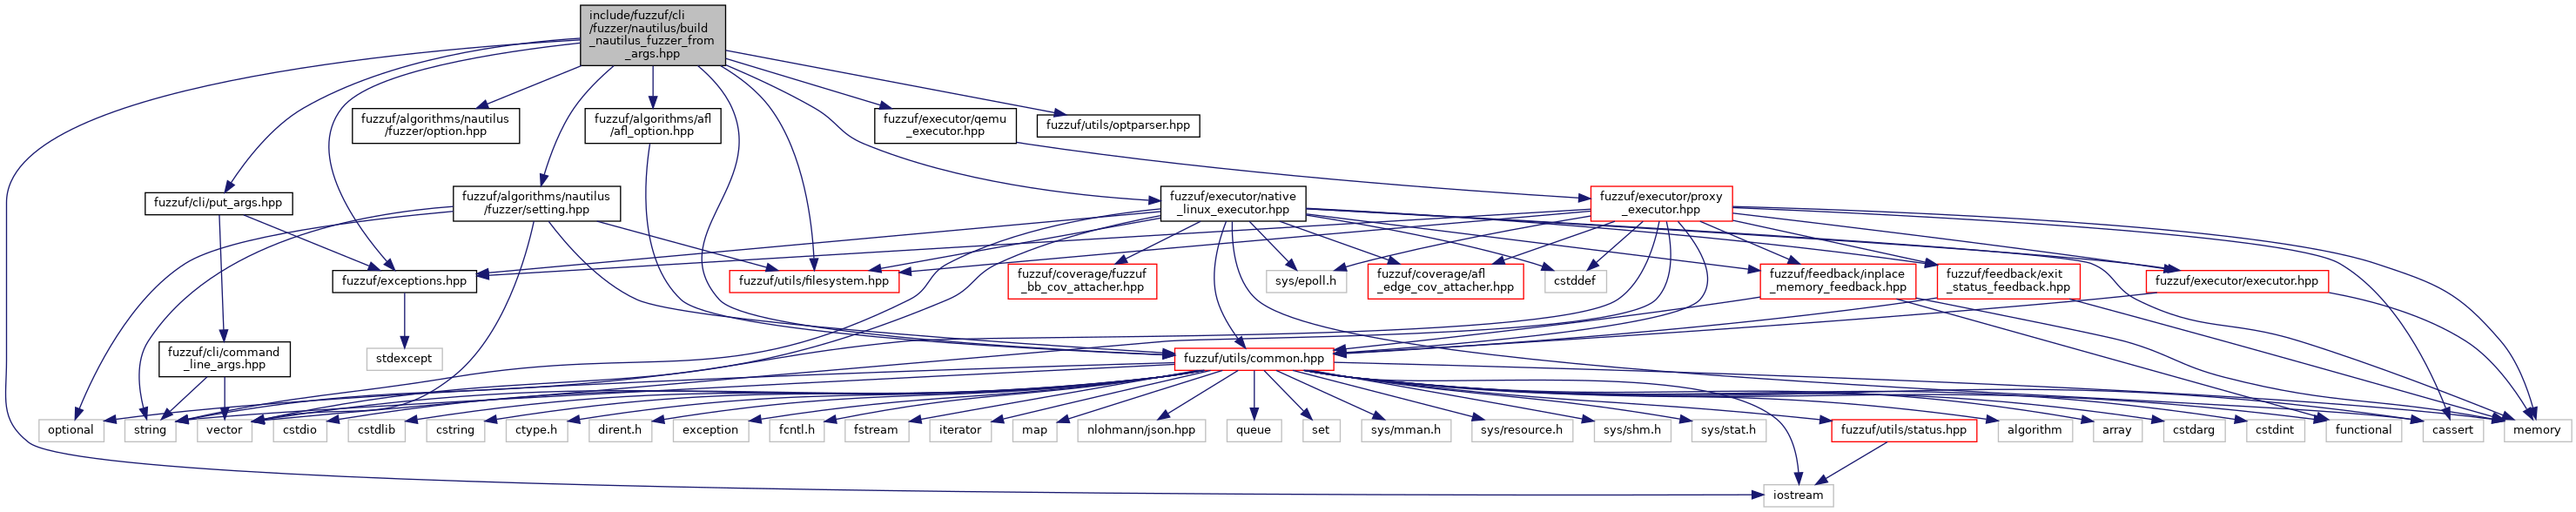 include/fuzzuf/cli
/fuzzer/nautilus/build
_nautilus_fuzzer_from
_args.hpp
fuzzuf/algorithms/nautilus
/fuzzer/option.hpp
fuzzuf/algorithms/afl
/afl_option.hpp
fuzzuf/executor/qemu
_executor.hpp
fuzzuf/utils/optparser.hpp
fuzzuf/cli/put_args.hpp
fuzzuf/algorithms/nautilus
/fuzzer/setting.hpp
fuzzuf/executor/native
_linux_executor.hpp
fuzzuf/executor/proxy
_executor.hpp
fuzzuf/exceptions.hpp
fuzzuf/utils/filesystem.hpp
fuzzuf/coverage/fuzzuf
_bb_cov_attacher.hpp
sys/epoll.h
fuzzuf/coverage/afl
_edge_cov_attacher.hpp
cstddef
fuzzuf/feedback/inplace
_memory_feedback.hpp
fuzzuf/feedback/exit
_status_feedback.hpp
fuzzuf/executor/executor.hpp
stdexcept
fuzzuf/cli/command
_line_args.hpp
fuzzuf/utils/common.hpp
optional
string
vector
cstdio
cstdlib
cstring
ctype.h
dirent.h
exception
fcntl.h
fstream
iterator
map
nlohmann/json.hpp
queue
set
sys/mman.h
sys/resource.h
sys/shm.h
sys/stat.h
fuzzuf/utils/status.hpp
algorithm
array
cstdarg
cstdint
functional
cassert
memory
iostream